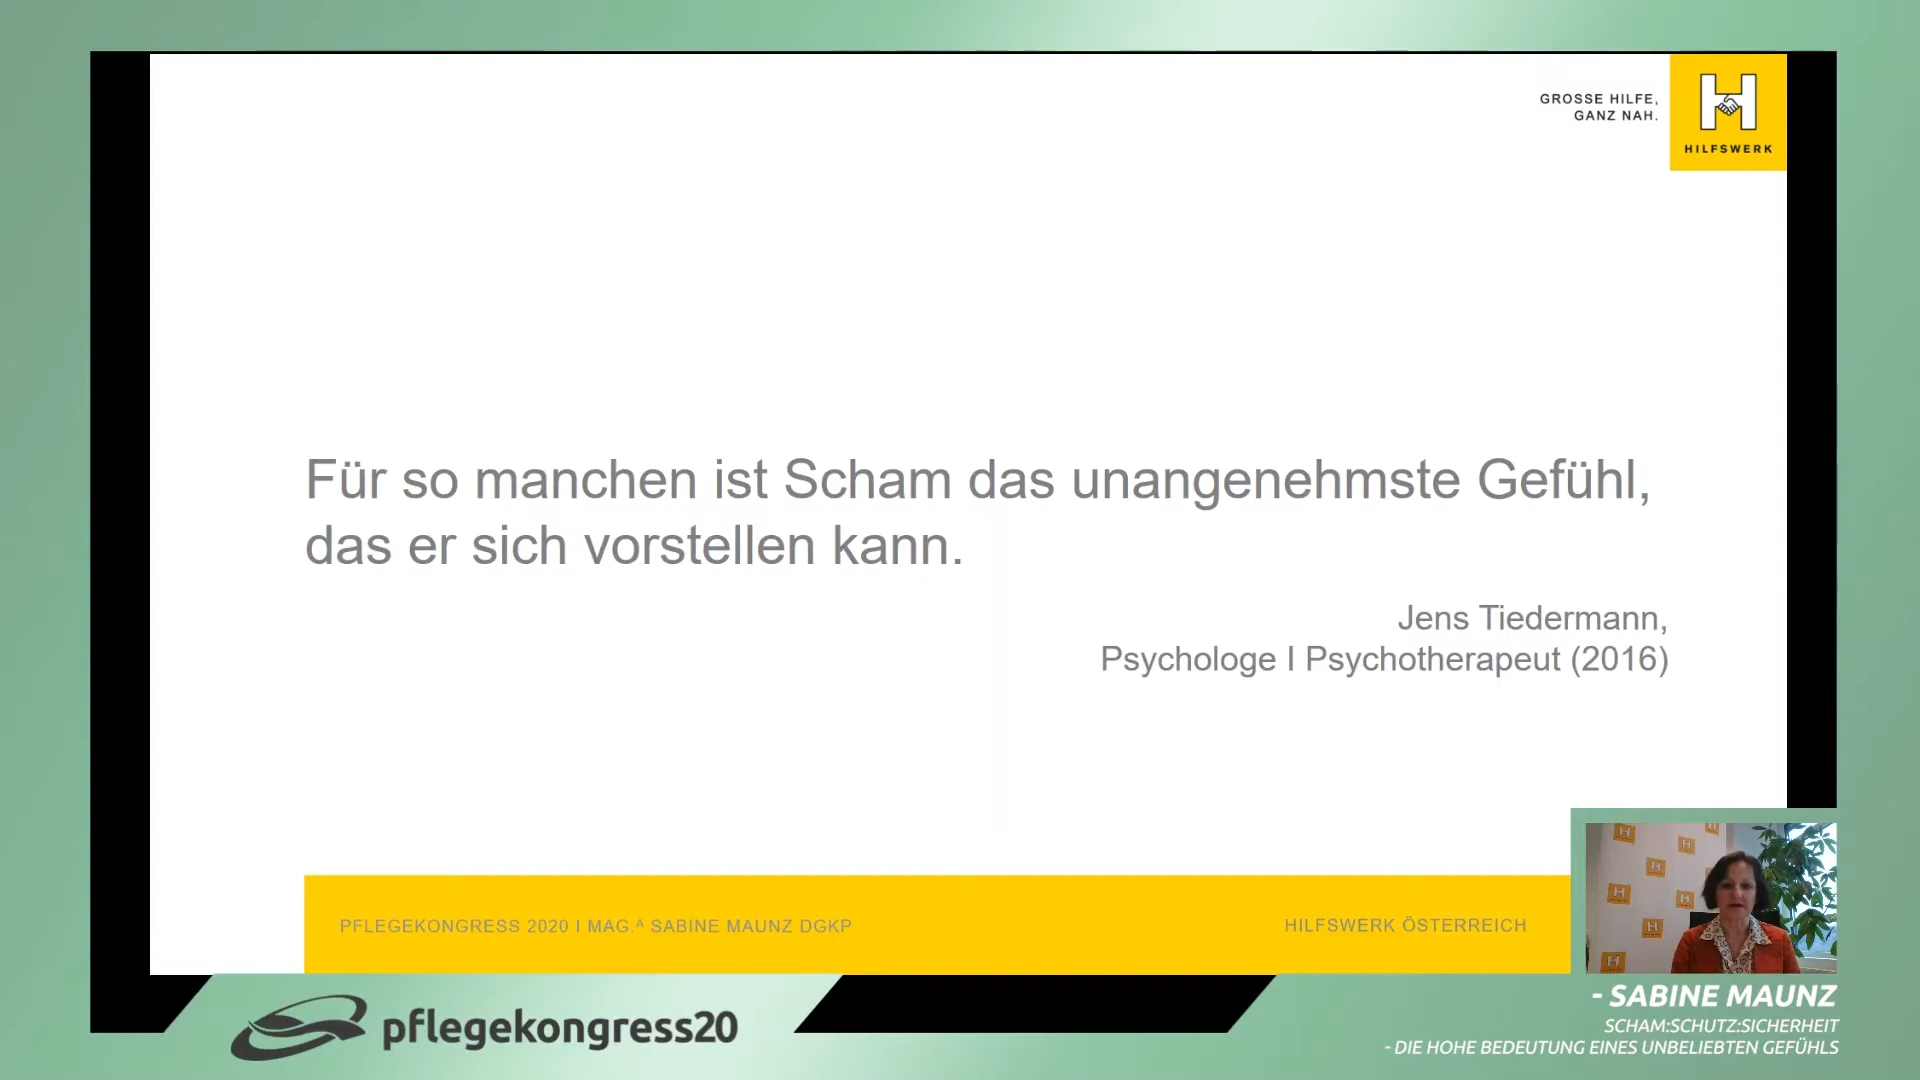 GROSSE HILFE,
GANZ NAH.
HILFSWERK
Für so manchen ist Scham das unangenehmste Gefühl,
das er sich vorstellen kann.
Jens Tiedermann,
Psychologe I Psychotherapeut (2016)
PFLEGEKONGRESS 2020 I MAG.ᴬ SABINE MAUNZ DGKP
HILFSWERK ÖSTERREICH
pflegekongress20
- SABINE MAUNZ
SCHAM:SCHUTZ:SICHERHEIT
- DIE HOHE BEDEUTUNG EINES UNBELIEBTEN GEFÜHLS